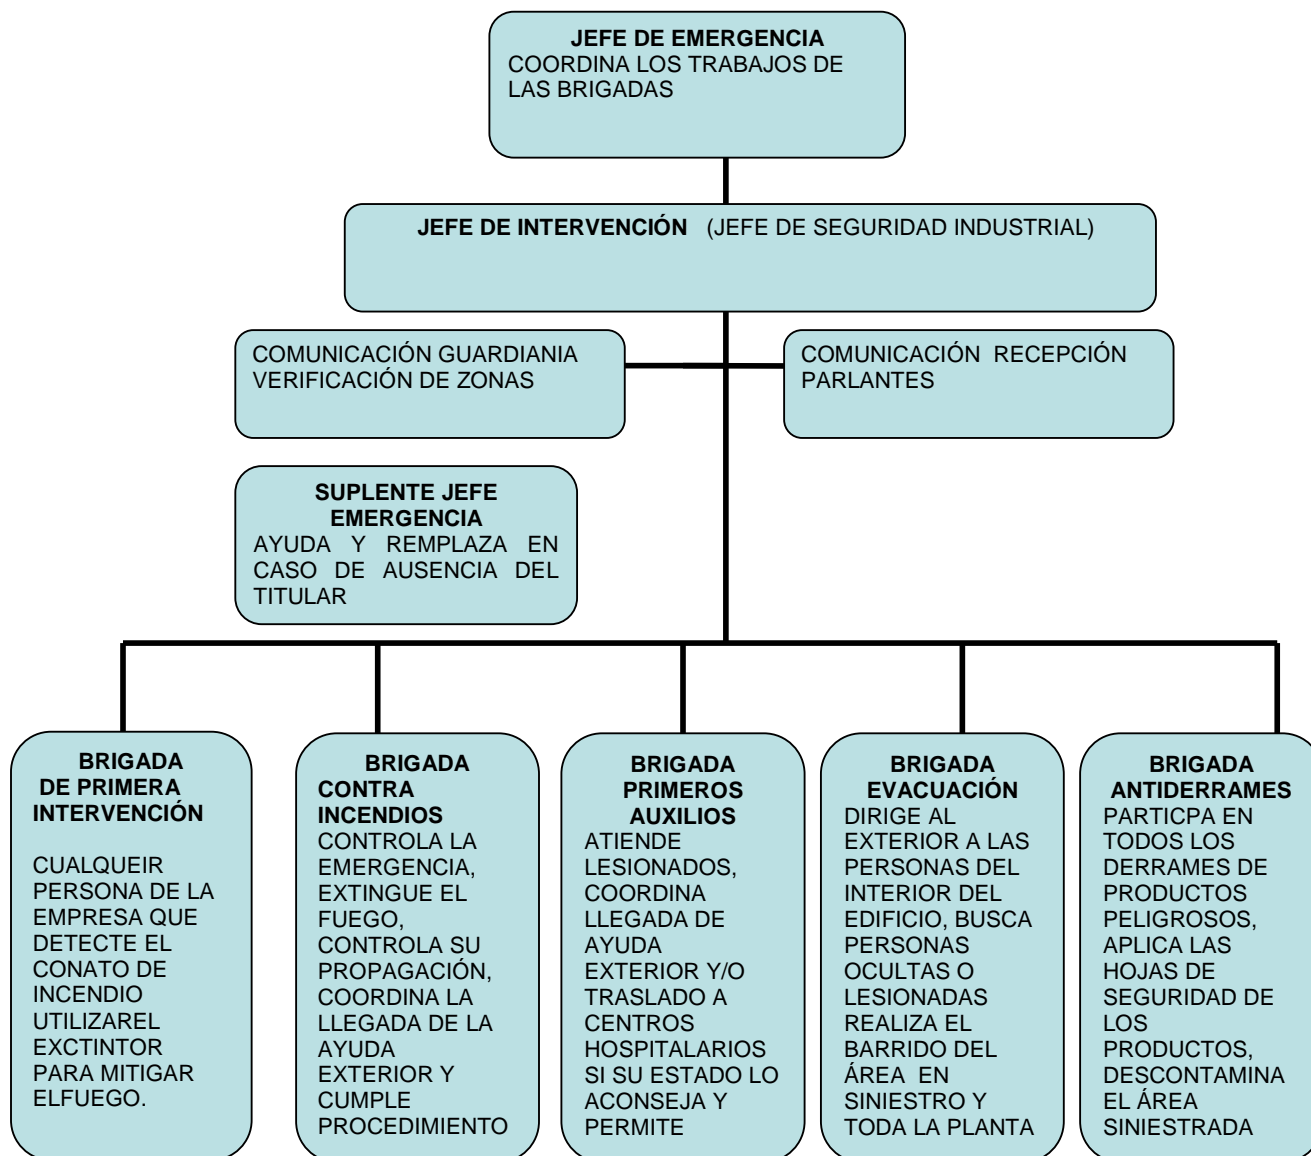 JEFE DE EMERGENCIA
COORDINA LOS TRABAJOS DE
LAS BRIGADAS
JEFE DE INTERVENCIÓN (JEFE DE SEGURIDAD INDUSTRIAL)
COMUNICACIÓN GUARDIANIA
VERIFICACIÓN DE ZONAS
COMUNICACIÓN RECEPCIÓN
PARLANTES
SUPLENTE JEFE
EMERGENCIA
AYUDA Y REMPLAZA EN
CASO DE AUSENCIA DEL
TITULAR
BRIGADA
DE PRIMERA
INTERVENCIÓN
CUALQUEIR
PERSONA DE LA
EMPRESA QUE
DETECTE EL
CONATO DE
INCENDIO
UTILIZAREL
EXCTINTOR
PARA MITIGAR
ELFUEGO.
BRIGADA
CONTRA
INCENDIOS
CONTROLA LA
EMERGENCIA,
EXTINGUE EL
FUEGO,
CONTROLA SU
PROPAGACIÓN,
COORDINA LA
LLEGADA DE LA
AYUDA
EXTERIOR Y
CUMPLE
PROCEDIMIENTO
BRIGADA
PRIMEROS
AUXILIOS
ATIENDE
LESIONADOS,
COORDINA
LLEGADA DE
AYUDA
EXTERIOR Y/O
TRASLADO A
CENTROS
HOSPITALARIOS
SI SU ESTADO LO
ACONSEJA Y
PERMITE
BRIGADA
EVACUACIÓN
DIRIGE AL
EXTERIOR A LAS
PERSONAS DEL
INTERIOR DEL
EDIFICIO, BUSCA
PERSONAS
OCULTAS O
LESIONADAS
REALIZA EL
BARRIDO DEL
ÁREA EN
SINIESTRO Y
TODA LA PLANTA
BRIGADA
ANTIDERRAMES
PARTICPA EN
TODOS LOS
DERRAMES DE
PRODUCTOS
PELIGROSOS,
APLICA LAS
HOJAS DE
SEGURIDAD DE
LOS
PRODUCTOS,
DESCONTAMINA
EL ÁREA
SINIESTRADA